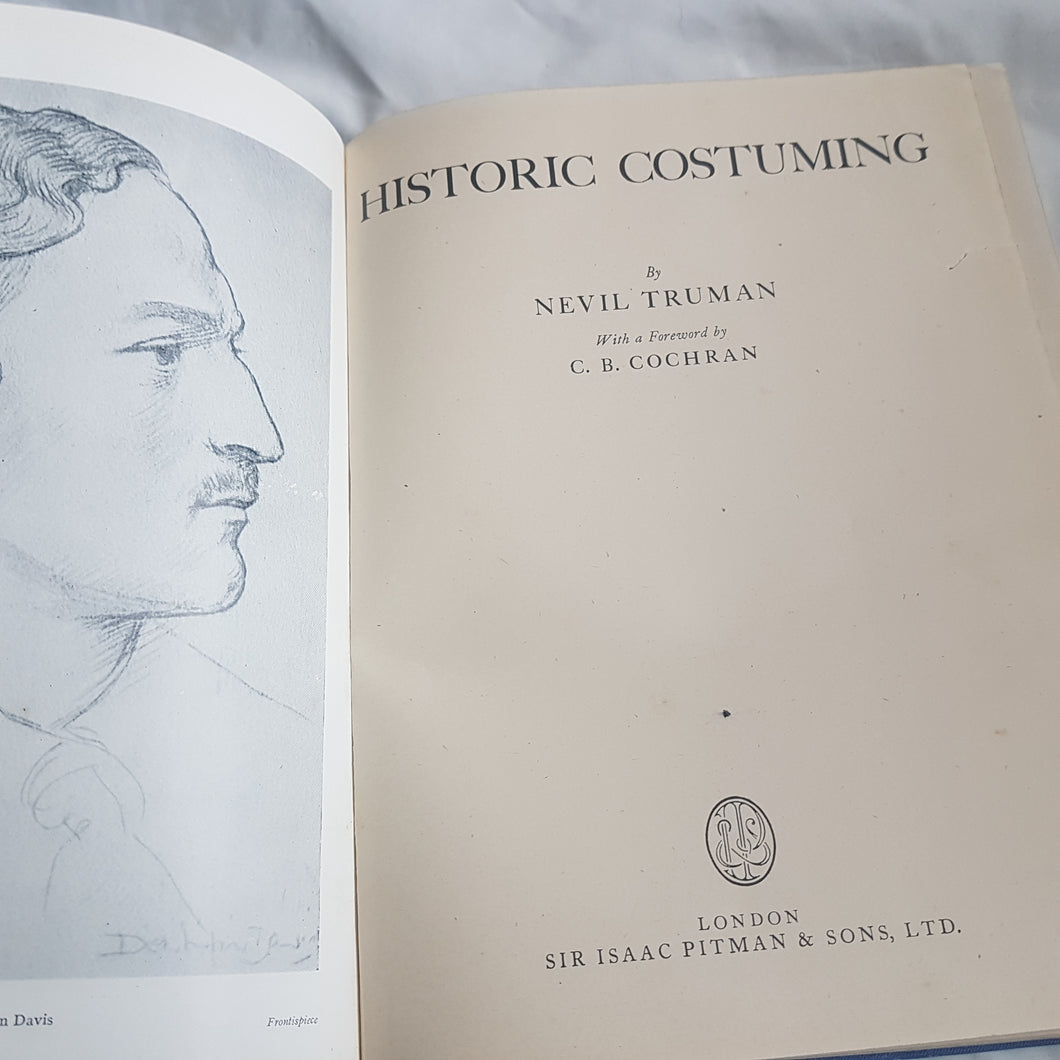 n Davis
Frontispiece
HISTORIC COSTUMING
By
NEVIL TRUMAN
With a Foreword by
C. B. COCHRAN
LONDON
SIR ISAAC PITMAN & SONS, LTD.